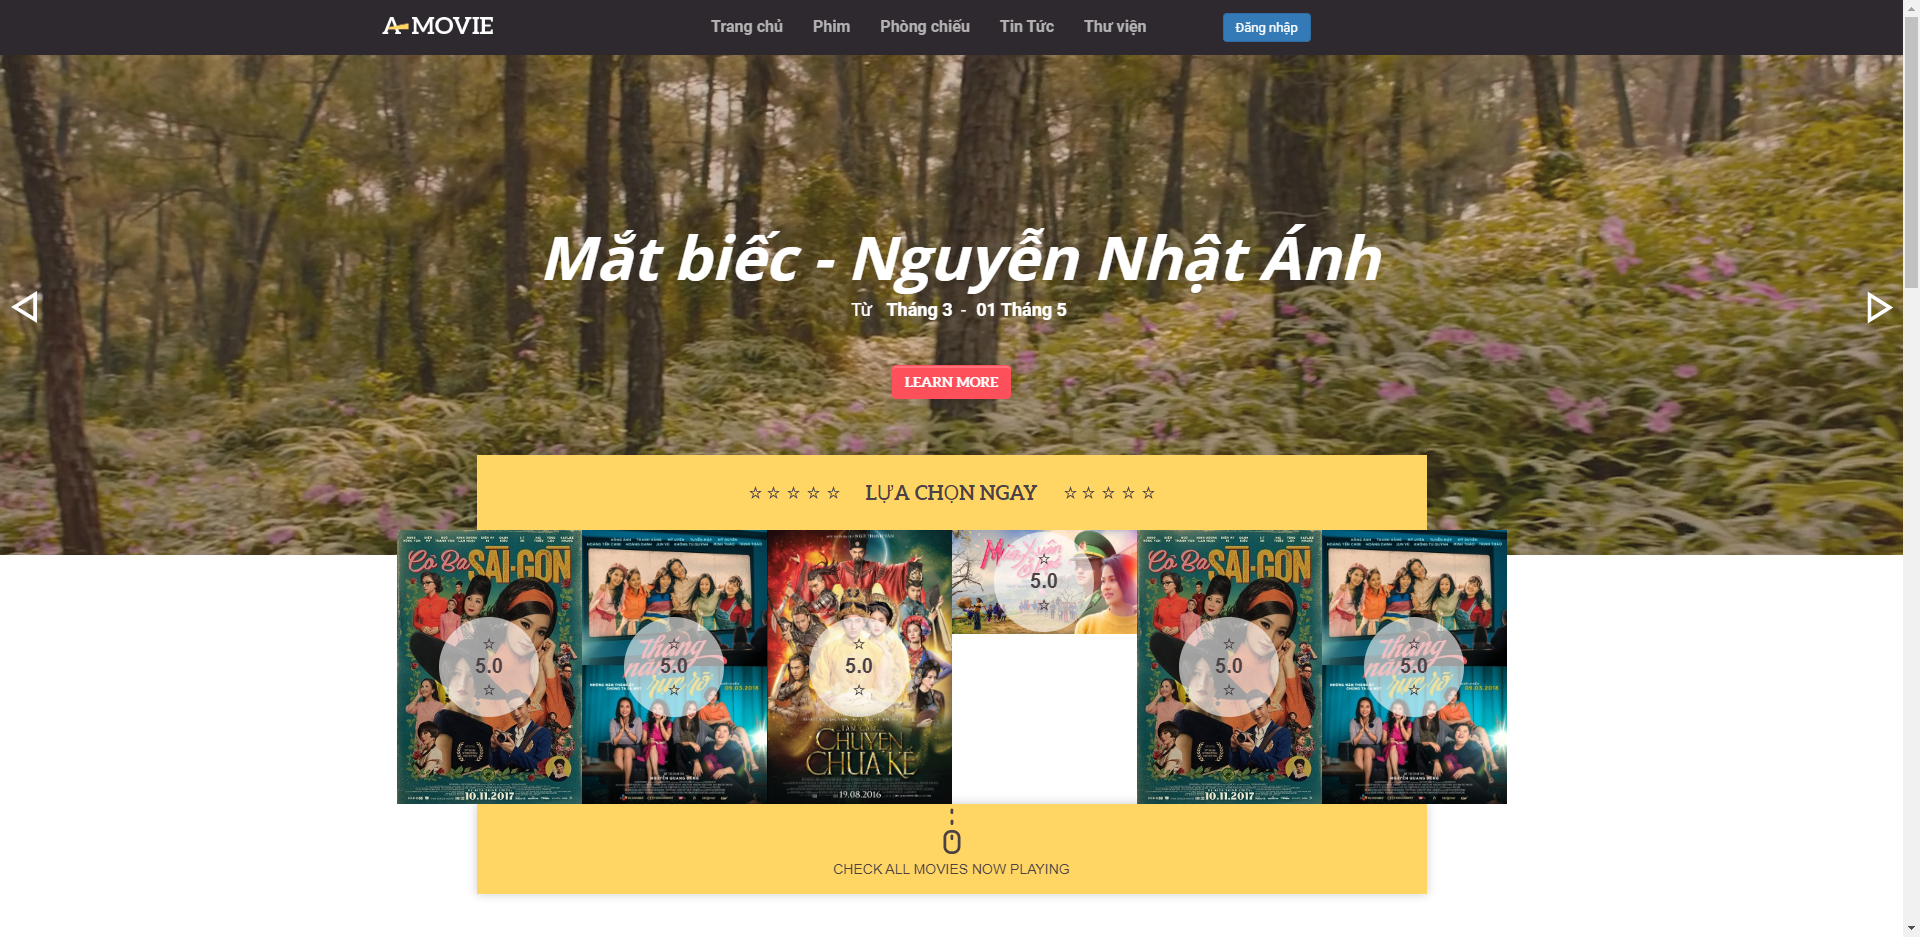 A-MOVIE
Trang chủ Phim Phòng chiếu Tin Tức Thư viện
Đăng nhập
Mắt biếc - Nguyễn Nhật Ánh
Từ Tháng 3 - 01 Tháng 5
LEARN MORE
☆ ☆ ☆ ☆ ☆ LỰA CHỌN NGAY ☆ ☆ ☆ ☆ ☆
Cô Ba
SÀI-GÒN
5.0
10.11.2017
Tháng
năm
rực rỡ
5.0
09.03.2018
5.0
TẤM CÁM
CHUYỆN
CHƯA KỂ
19.08.2016
Mùa Xuân
5.0
Cô Ba
SÀI-GÒN
5.0
10.11.2017
Tháng
năm
rực rỡ
5.0
09.03.2018
CHECK ALL MOVIES NOW PLAYING